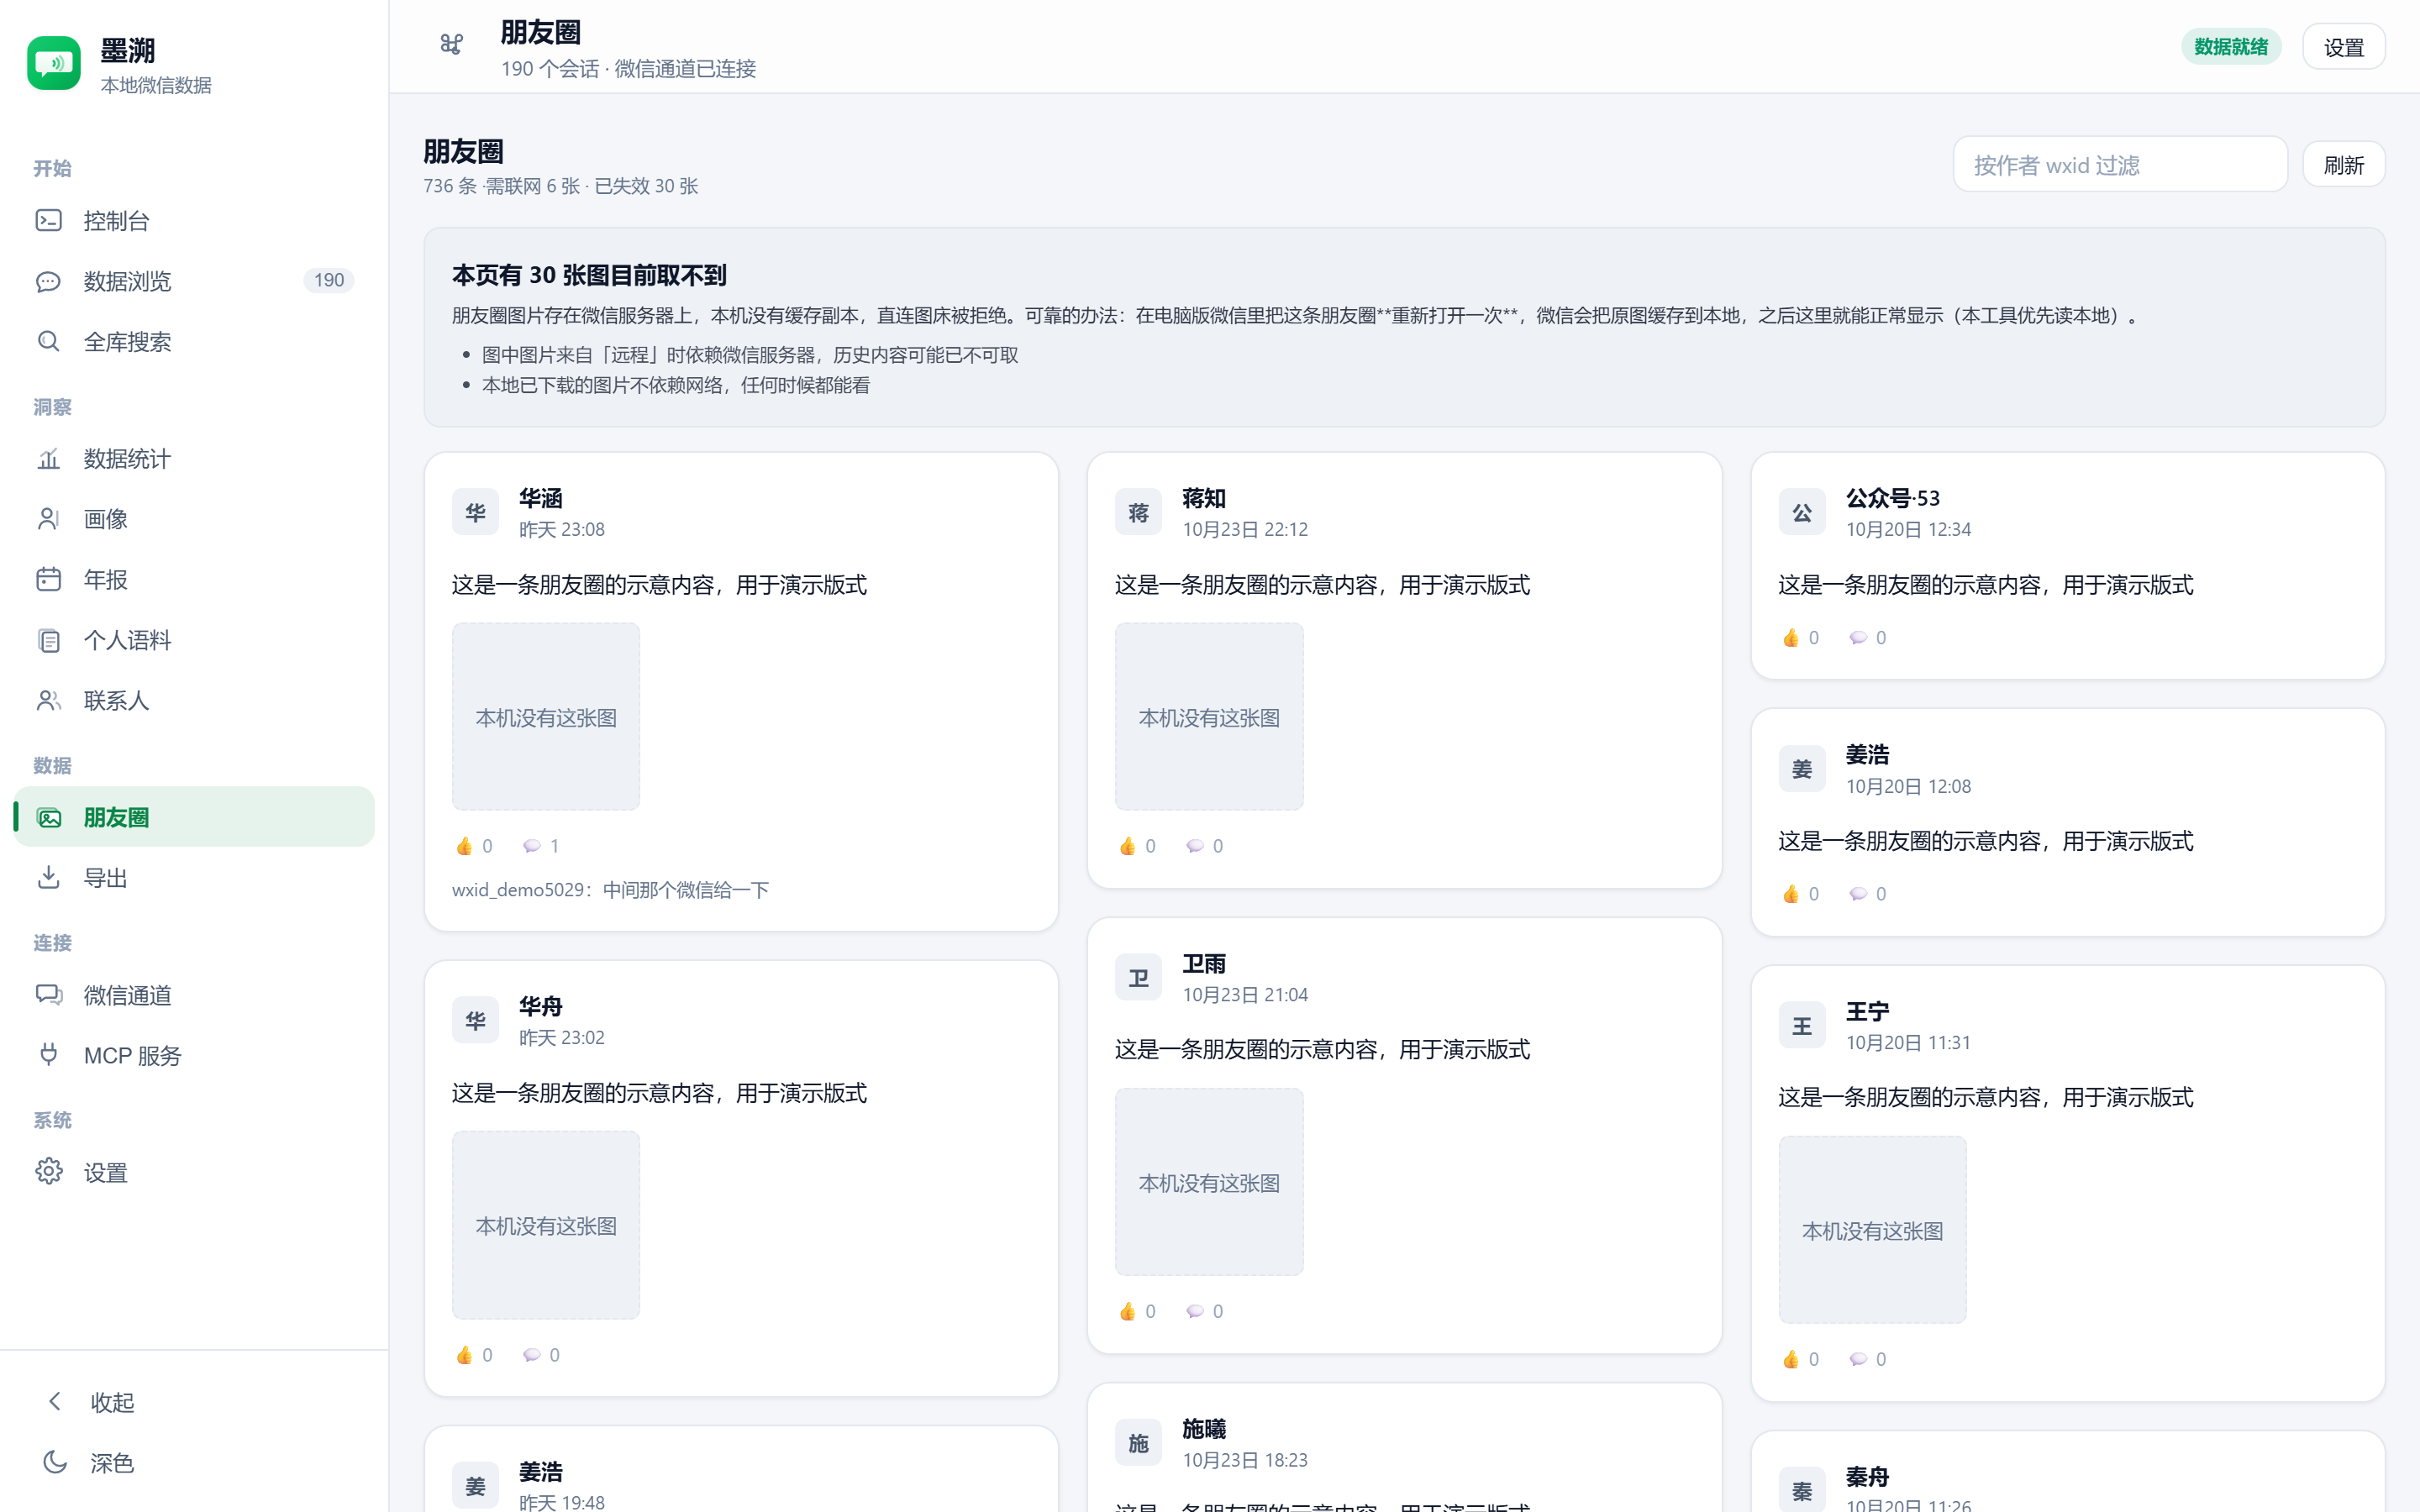 墨溯
本地微信数据
开始
控制台
数据浏览
190
全库搜索
洞察
数据统计
画像
年报
个人语料
联系人
数据
朋友圈
导出
连接
微信通道
MCP 服务
系统
设置
收起
深色
朋友圈
190 个会话 · 微信通道已连接
数据就绪
设置
朋友圈
736 条 ·需联网 6 张 · 已失效 30 张
按作者 wxid 过滤
刷新
本页有 30 张图目前取不到
朋友圈图片存在微信服务器上，本机没有缓存副本，直连图床被拒绝。可靠的办法：在电脑版微信里把这条朋友圈**重新打开一次**，微信会把原图缓存到本地，之后这里就能正常显示（本工具优先读本地）。
图中图片来自「远程」时依赖微信服务器，历史内容可能已不可取
本地已下载的图片不依赖网络，任何时候都能看
华
华涵
昨天 23:08
这是一条朋友圈的示意内容，用于演示版式
本机没有这张图
👍 0 💬 1
wxid_demo5029：中间那个微信给一下
华
华舟
昨天 23:02
这是一条朋友圈的示意内容，用于演示版式
本机没有这张图
👍 0 💬 0
姜
姜浩
昨天 19:48
蒋
蒋知
10月23日 22:12
这是一条朋友圈的示意内容，用于演示版式
本机没有这张图
👍 0 💬 0
卫
卫雨
10月23日 21:04
这是一条朋友圈的示意内容，用于演示版式
本机没有这张图
👍 0 💬 0
施
施曦
10月23日 18:23
这是一条朋友圈的示意内容，用于演示版式
公
公众号·53
10月20日 12:34
这是一条朋友圈的示意内容，用于演示版式
👍 0 💬 0
姜
姜浩
10月20日 12:08
这是一条朋友圈的示意内容，用于演示版式
👍 0 💬 0
王
王宁
10月20日 11:31
这是一条朋友圈的示意内容，用于演示版式
本机没有这张图
👍 0 💬 0
秦
秦舟
10月20日 11:26